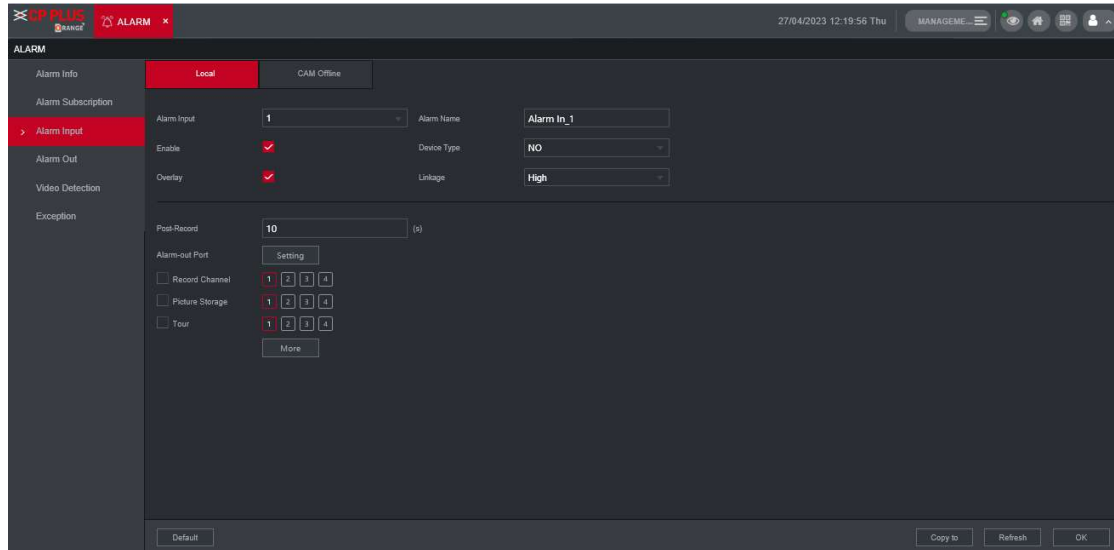 CP PLUS
ORANGE
ALARM ×
27/04/2023 12:19:56 Thu
MANAGEME...
ALARM
Alarm Info
Alarm Subscription
> Alarm Input
Alarm Out
Video Detection
Exception
Local CAM Offline
Alarm Input 1 Alarm Name Alarm In_1
Enable Device Type NO
Overlay Linkage High
Post-Record 10 (s)
Alarm-out Port Setting
Record Channel 1 2 3 4
Picture Storage 1 2 3 4
Tour 1 2 3 4
More
Default Copy to Refresh OK